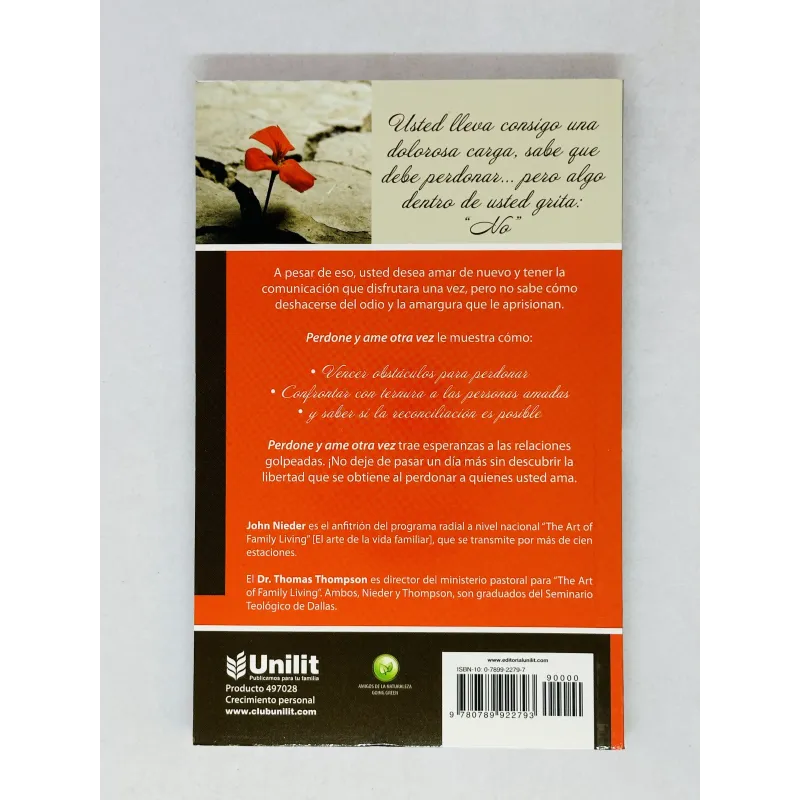 Usted lleva consigo una
dolorosa carga, sabe que
debe perdonar... pero algo
dentro de usted grita:
“No”
A pesar de eso, usted desea amar de nuevo y tener la
comunicación que disfrutara una vez, pero no sabe cómo
deshacerse del odio y la amargura que le aprisionan.
Perdone y ame otra vez le muestra cómo:
• Vencer obstáculos para perdonar
• Confrontar con ternura a las personas amadas
• y saber si la reconciliación es posible
Perdone y ame otra vez trae esperanzas a las relaciones
golpeadas. ¡No deje de pasar un día más sin descubrir la
libertad que se obtiene al perdonar a quienes usted ama.
John Nieder es el anfitrión del programa radial a nivel nacional “The Art of
Family Living” [El arte de la vida familiar], que se transmite por más de cien
estaciones.
El Dr. Thomas Thompson es director del ministerio pastoral para “The Art
of Family Living”. Ambos, Nieder y Thompson, son graduados del Seminario
Teológico de Dallas.
Unilit
Publicamos para tu familia
Producto 497028
Crecimiento personal
www.clubunilit.com
AMIGOS DE LA NATURALEZA
GOING GREEN
www.editorialunilit.com
ISBN-10: 0-7899-2279-7
90000
9 780789 922793